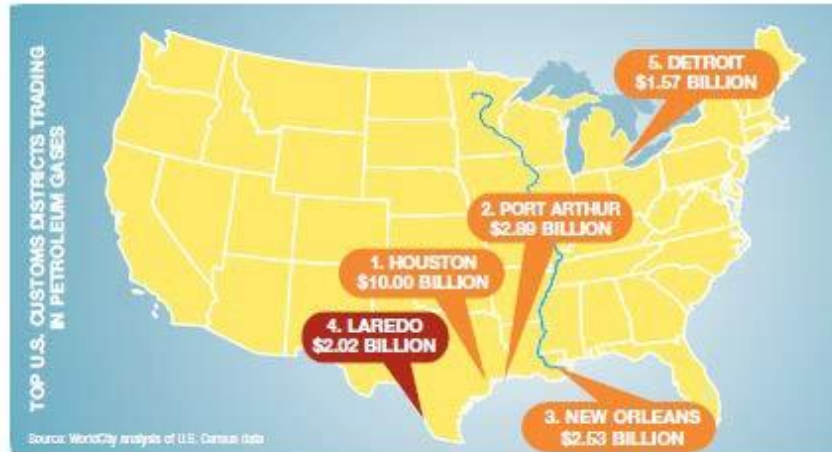 TOP U.S. CUSTOMS DISTRICTS TRADING
IN PETROLEUM GASES
5. DETROIT
$1.57 BILLION
2. PORT ARTHUR
$2.89 BILLION
1. HOUSTON
$10.00 BILLION
4. LAREDO
$2.02 BILLION
3. NEW ORLEANS
$2.53 BILLION
Source: WorldCity analysis of U.S. Census data